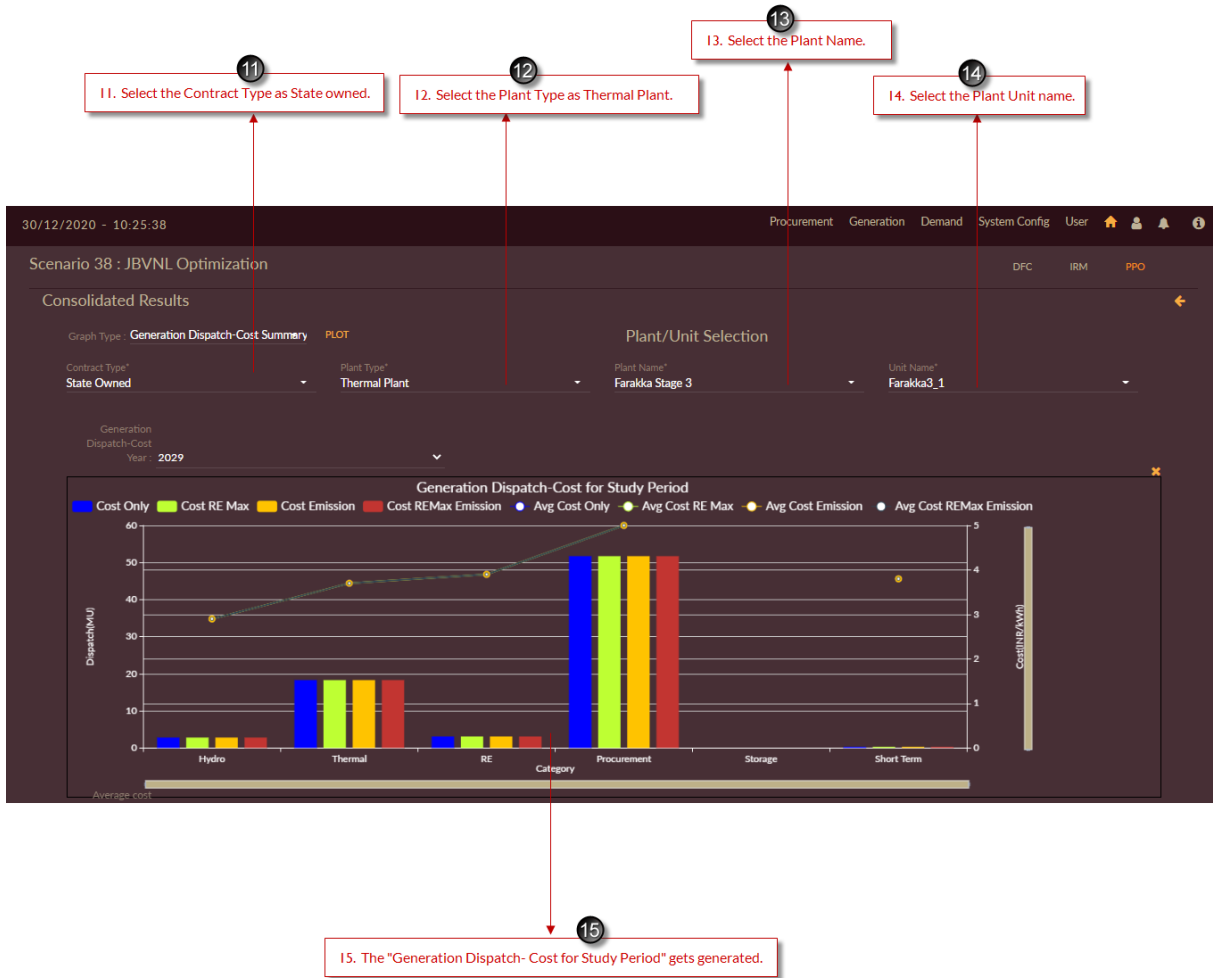 13
13. Select the Plant Name.
11
12
14
11. Select the Contract Type as State owned.
12. Select the Plant Type as Thermal Plant.
14. Select the Plant Unit name.
30/12/2020 - 10:25:38
Procurement Generation Demand System Config User
Scenario 38 : JBVNL Optimization
DFC IRM PPO
Consolidated Results
Graph Type : Generation Dispatch-Cost Summary PLOT
Plant/Unit Selection
Contract Type* Plant Type* Plant Name* Unit Name*
State Owned Thermal Plant Farakka Stage 3 Farakka3_1
Generation
Dispatch-Cost
Year : 2029
Generation Dispatch-Cost for Study Period
Cost Only Cost RE Max Cost Emission Cost REMax Emission Avg Cost Only Avg Cost RE Max Avg Cost Emission Avg Cost REMax Emission
60 5
50
4
40
3
30
2
20
1
10
0 0
Dispatch(MU)
Cost(INR/kWh)
Hydro Thermal RE Procurement Storage Short Term
Category
Average cost
15
15. The "Generation Dispatch- Cost for Study Period" gets generated.